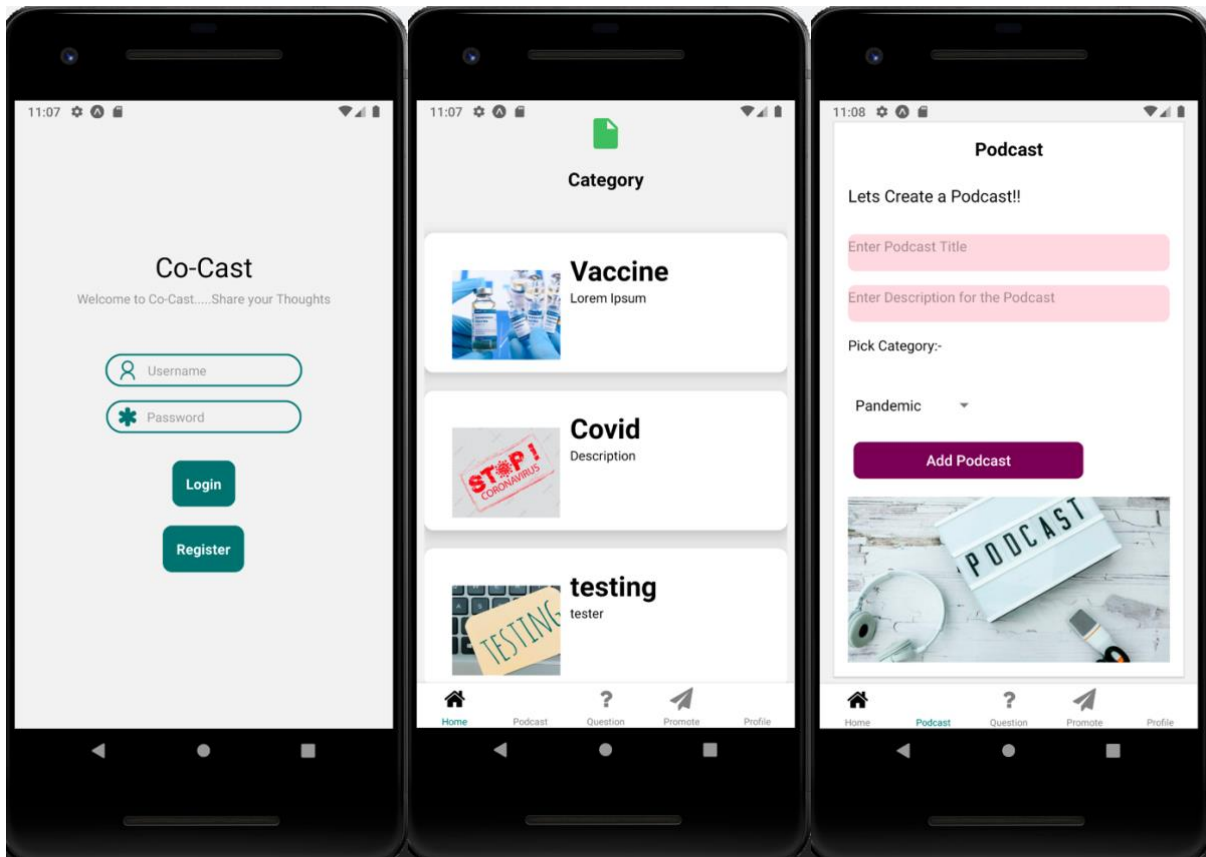 11:07
Co-Cast
Welcome to Co-Cast.....Share your Thoughts
Username
Password
Login
Register
11:07
Category
Vaccine
Lorem Ipsum
Covid
Description
STOP!
CORONAVIRUS
testing
tester
TESTING
Home Podcast Question Promote Profile
11:08
Podcast
Lets Create a Podcast!!
Enter Podcast Title
Enter Description for the Podcast
Pick Category:-
Pandemic
Add Podcast
PODCAST
Home Podcast Question Promote Profile